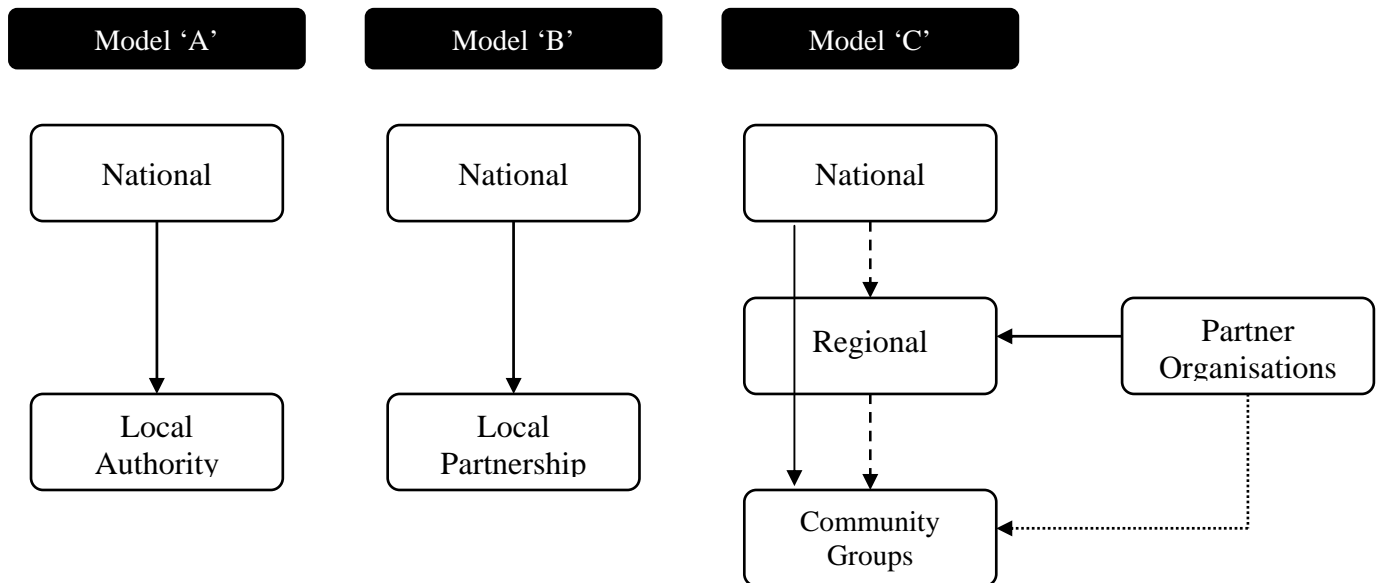 Model ‘A’
Model ‘B’
Model ‘C’
National
National
National
Regional
Partner
Organisations
Local
Authority
Local
Partnership
Community
Groups